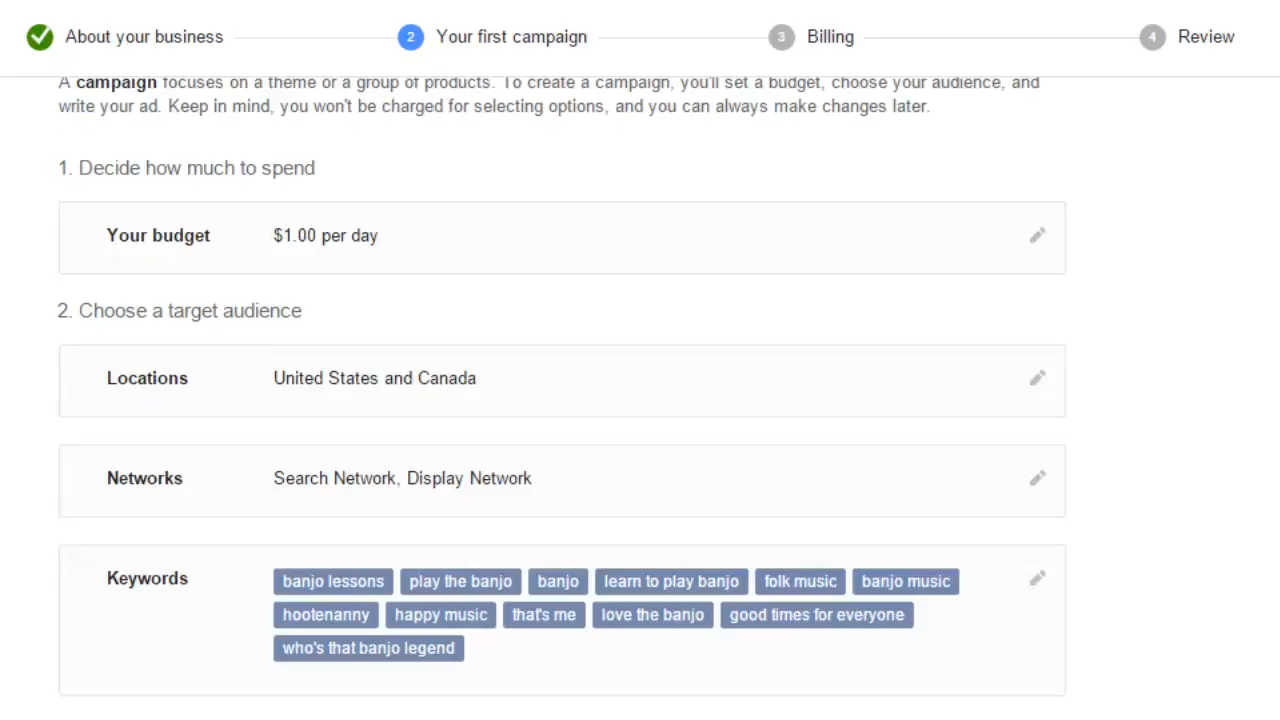 About your business 2 Your first campaign 3 Billing 4 Review
A campaign focuses on a theme or a group of products. To create a campaign, you'll set a budget, choose your audience, and
write your ad. Keep in mind, you won't be charged for selecting options, and you can always make changes later.
1. Decide how much to spend
Your budget $1.00 per day
2. Choose a target audience
Locations United States and Canada
Networks Search Network, Display Network
Keywords banjo lessons play the banjo banjo learn to play banjo folk music banjo music
hootenanny happy music that's me love the banjo good times for everyone
who's that banjo legend